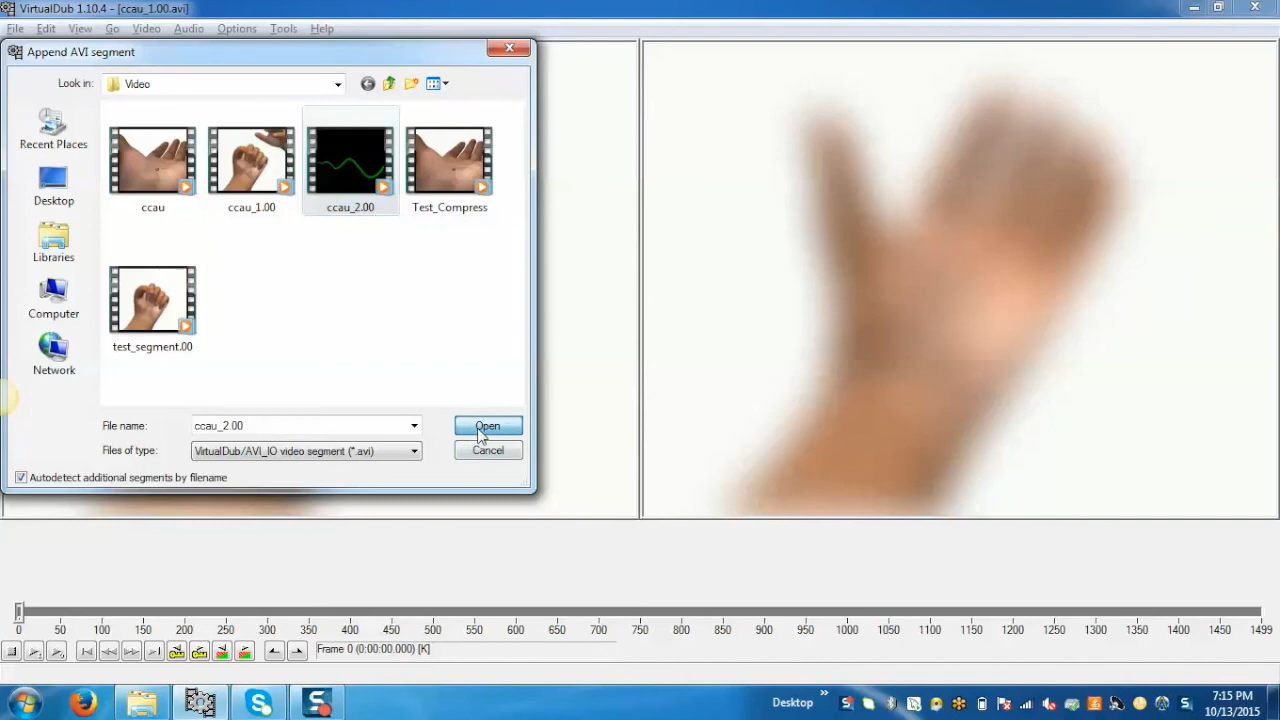 VirtualDub 1.10.4 - [ccau_1.00.avi]
File Edit View Go Video Audio Options Tools Help
Append AVI segment
Look in: Video
Recent Places
Desktop
Libraries
Computer
Network
ccau ccau_1.00 ccau_2.00 Test_Compress
test_segment.00
File name: ccau_2.00 Open
Files of type: VirtualDub/AVI_IO video segment (*.avi) Cancel
Autodetect additional segments by filename
0 50 100 150 200 250 300 350 400 450 500 550 600 650 700 750 800 850 900 950 1000 1050 1100 1150 1200 1250 1300 1350 1400 1450 1499
Frame 0 (0:00:00.000) [K]
Desktop
7:15 PM
10/13/2015